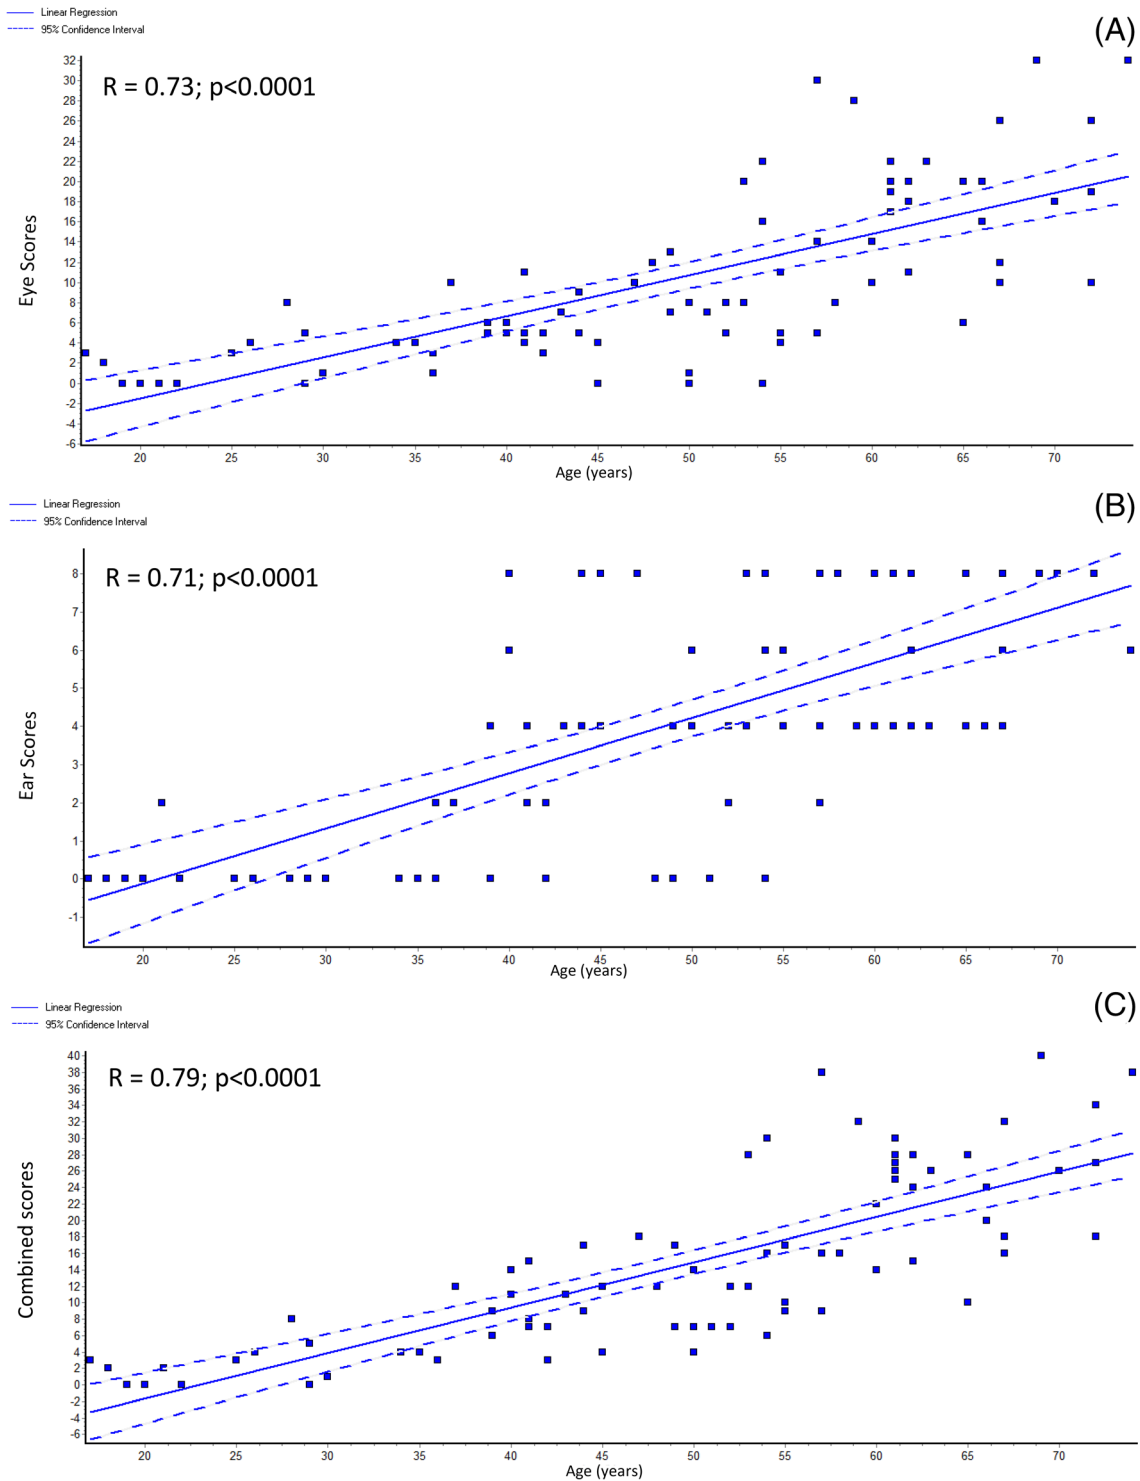 Linear Regression
95% Confidence Interval
(A)
R = 0.73; p<0.0001
32
30
28
26
24
22
20
18
16
14
12
10
8
6
4
2
0
-2
-4
-6
Eye Scores
20 25 30 35 40 45 50 55 60 65 70
Age (years)
Linear Regression
95% Confidence Interval
(B)
R = 0.71; p<0.0001
8
7
6
5
4
3
2
1
0
-1
Ear Scores
20 25 30 35 40 45 50 55 60 65 70
Age (years)
Linear Regression
95% Confidence Interval
(C)
R = 0.79; p<0.0001
40
38
36
34
32
30
28
26
24
22
20
18
16
14
12
10
8
6
4
2
0
-2
-4
-6
Combined scores
20 25 30 35 40 45 50 55 60 65 70
Age (years)